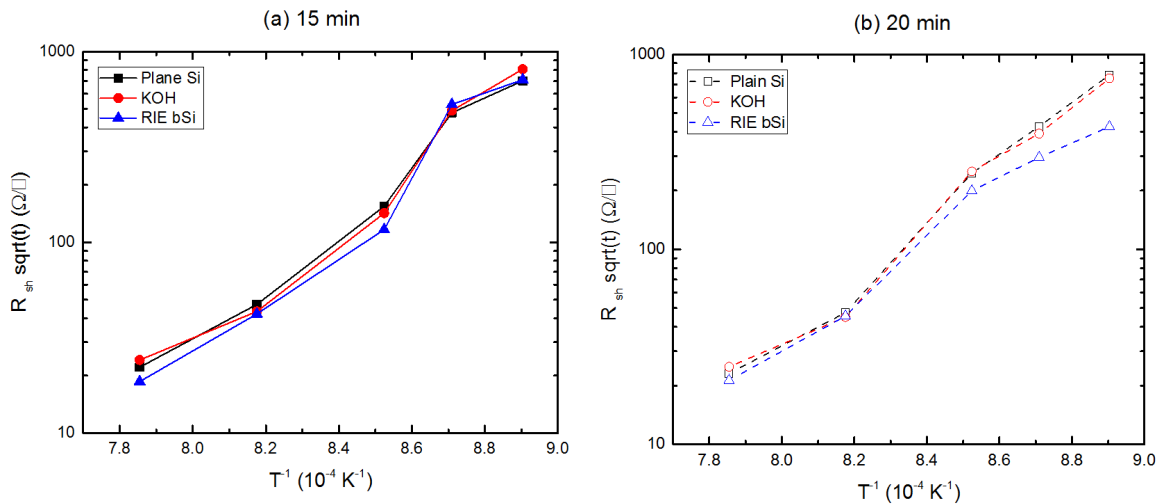 (a) 15 min
1000
100
10
R sh sqrt(t) (Ω/□)
Plane Si
KOH
RIE bSi
7.8 8.0 8.2 8.4 8.6 8.8 9.0
T⁻¹ (10⁻⁴ K⁻¹)
(b) 20 min
1000
100
10
R sh sqrt(t) (Ω/□)
Plain Si
KOH
RIE bSi
7.8 8.0 8.2 8.4 8.6 8.8 9.0
T⁻¹ (10⁻⁴ K⁻¹)